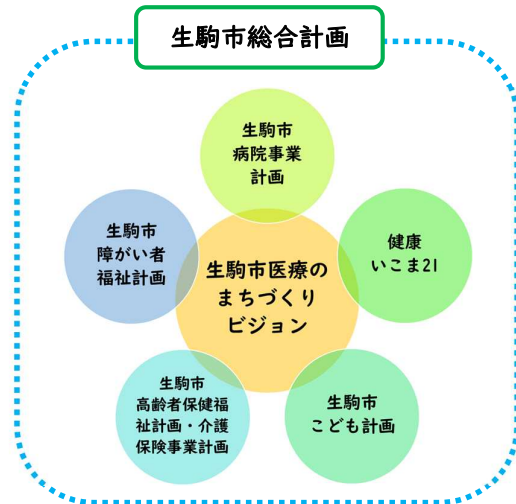 生駒市総合計画
生駒市
病院事業
計画
生駒市
障がい者
福祉計画
健康
いこま21
生駒市医療の
まちづくり
ビジョン
生駒市
高齢者保健福
祉計画・介護
保険事業計画
生駒市
こども計画